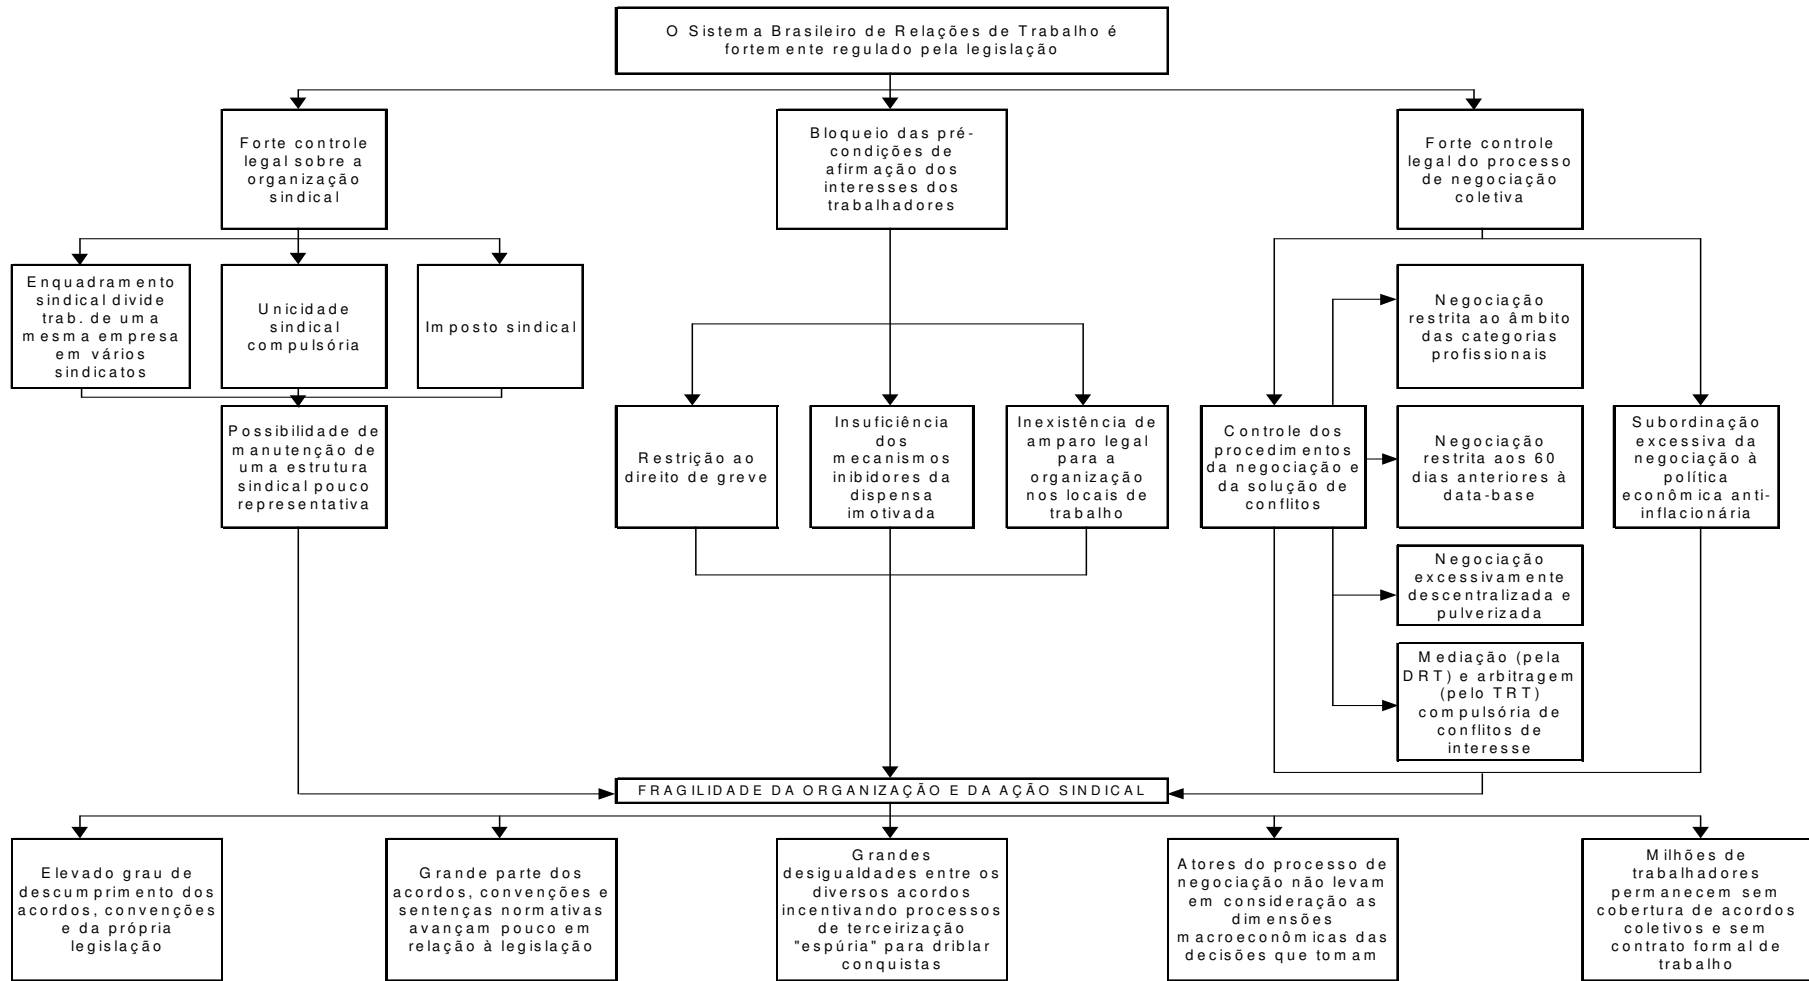 O Sistema Brasileiro de Relações de Trabalho é
fortemente regulado pela legislação
Forte controle
legal sobre a
organização
sindical
Bloqueio das pré-
condições de
afirmação dos
interesses dos
trabalhadores
Forte controle
legal do processo
de negociação
coletiva
Enquadramento
sindical divide
trab. de uma
mesma empresa
em vários
sindicatos
Unicidade
sindical
compulsória
Imposto sindical
Negociação
restrita ao âmbito
das categorias
profissionais
Possibilidade de
manutenção de
uma estrutura
sindical pouco
representativa
Restrição ao
direito de greve
Insuficiência
dos
mecanismos
inibidores da
dispensa
imotivada
Inexistência de
amparo legal
para a
organização
nos locais de
trabalho
Controle dos
procedimentos
da negociação e
da solução de
conflitos
Negociação
restrita aos 60
dias anteriores à
data-base
Subordinação
excessiva da
negociação à
política
econômica anti-
inflacionária
Negociação
excessivamente
descentralizada e
pulverizada
Mediação (pela
DRT) e arbitragem
(pelo TRT)
compulsória de
conflitos de
interesse
FRAGILIDADE DA ORGANIZAÇÃO E DA AÇÃO SINDICAL
Elevado grau de
descumprimento dos
acordos, convenções
e da própria
legislação
Grande parte dos
acordos, convenções e
sentenças normativas
avançam pouco em
relação à legislação
Grandes
desigualdades entre os
diversos acordos
incentivando processos
de terceirização
"espúria" para driblar
conquistas
Atores do processo de
negociação não levam
em consideração as
dimensões
macroeconômicas das
decisões que tomam
Milhões de
trabalhadores
permanecem sem
cobertura de acordos
coletivos e sem
contrato formal de
trabalho